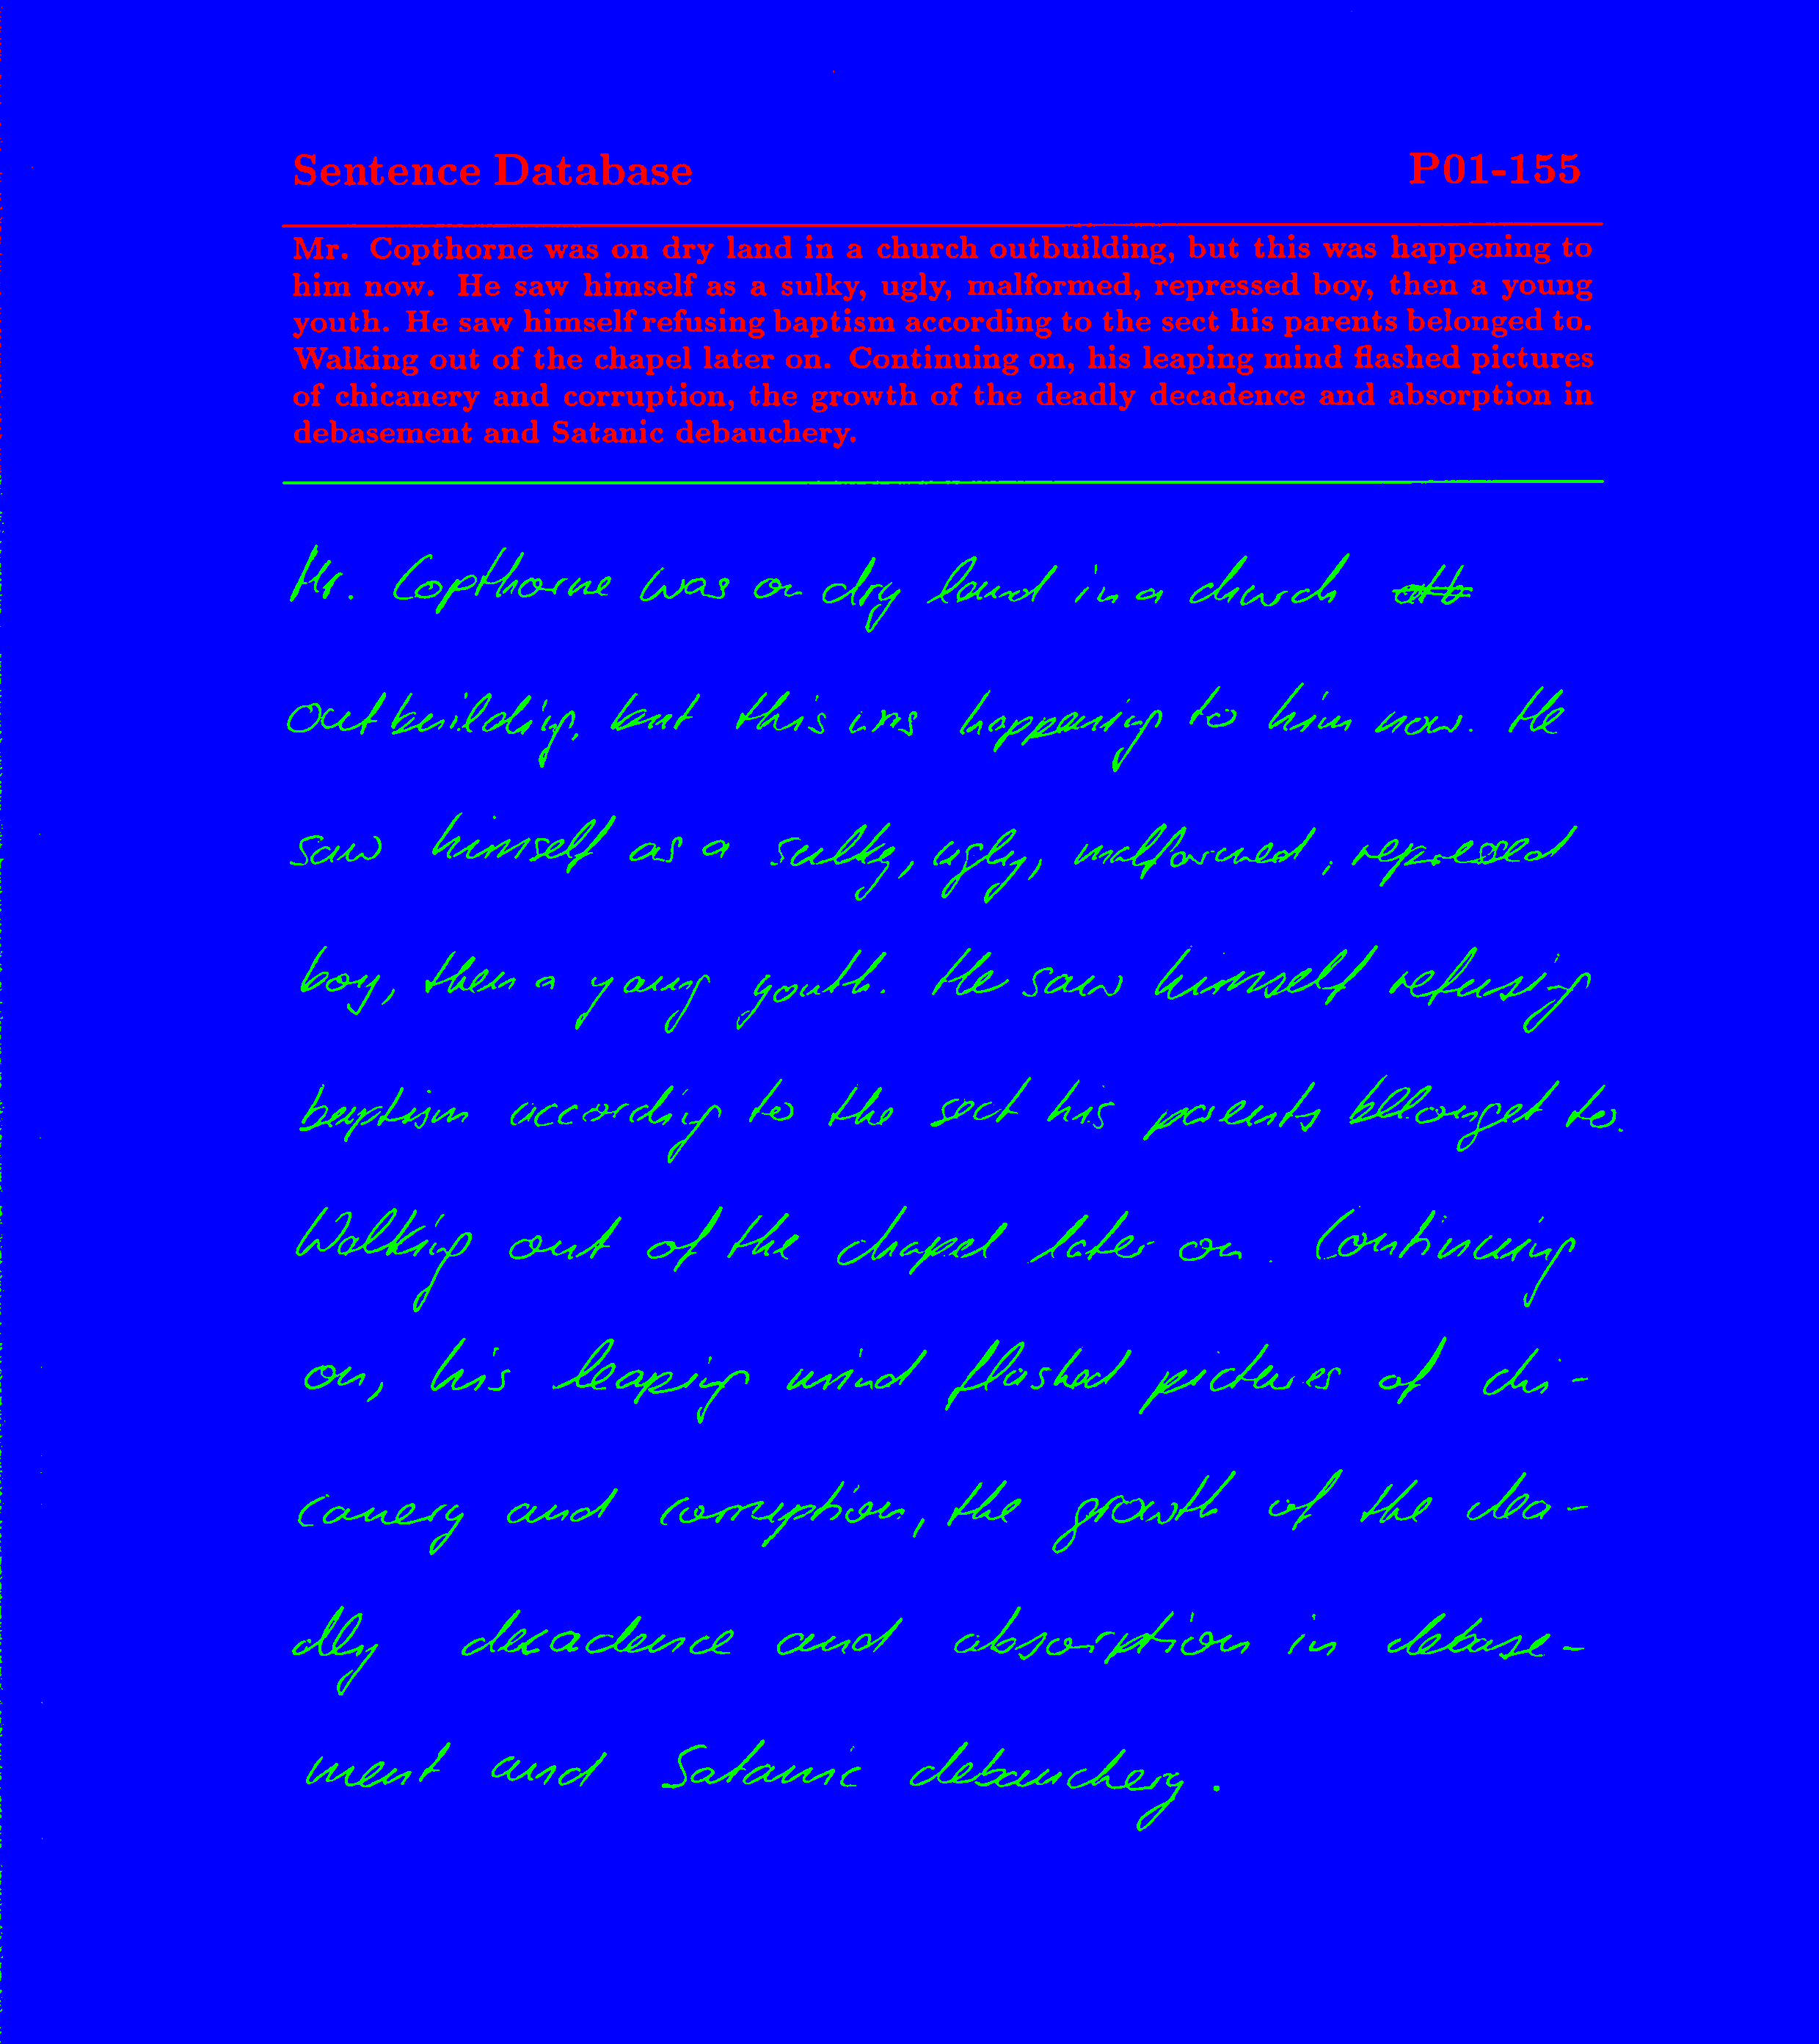 Sentence Database P01-155
Mr. Copthorne was on dry land in a church outbuilding, but this was happening to
him now. He saw himself as a sulky, ugly, malformed, repressed boy, then a young
youth. He saw himself refusing baptism according to the sect his parents belonged to.
Walking out of the chapel later on. Continuing on, his leaping mind flashed pictures
of chicanery and corruption, the growth of the deadly decadence and absorption in
debasement and Satanic debauchery.
Mr. Copthorne was on dry land in a church
outbuilding, but this was happening to him now. He
saw himself as a sulky, ugly, malformed, repressed
boy, then a young youth. He saw himself refusing
baptism according to the sect his parents bellonget to.
Walking out of the chapel later on. Continuing
on, his leaping mind flashed pictures of chi-
canery and corruption, the growth of the dea-
dly decadence and absorption in debase-
ment and Satanic debauchery.